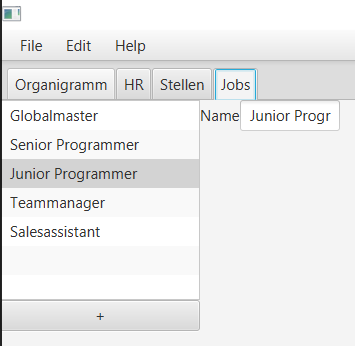 File Edit Help
Organigramm HR Stellen Jobs
Globalmaster
Name Junior Progr
Senior Programmer
Junior Programmer
Teammanager
Salesassistant
+